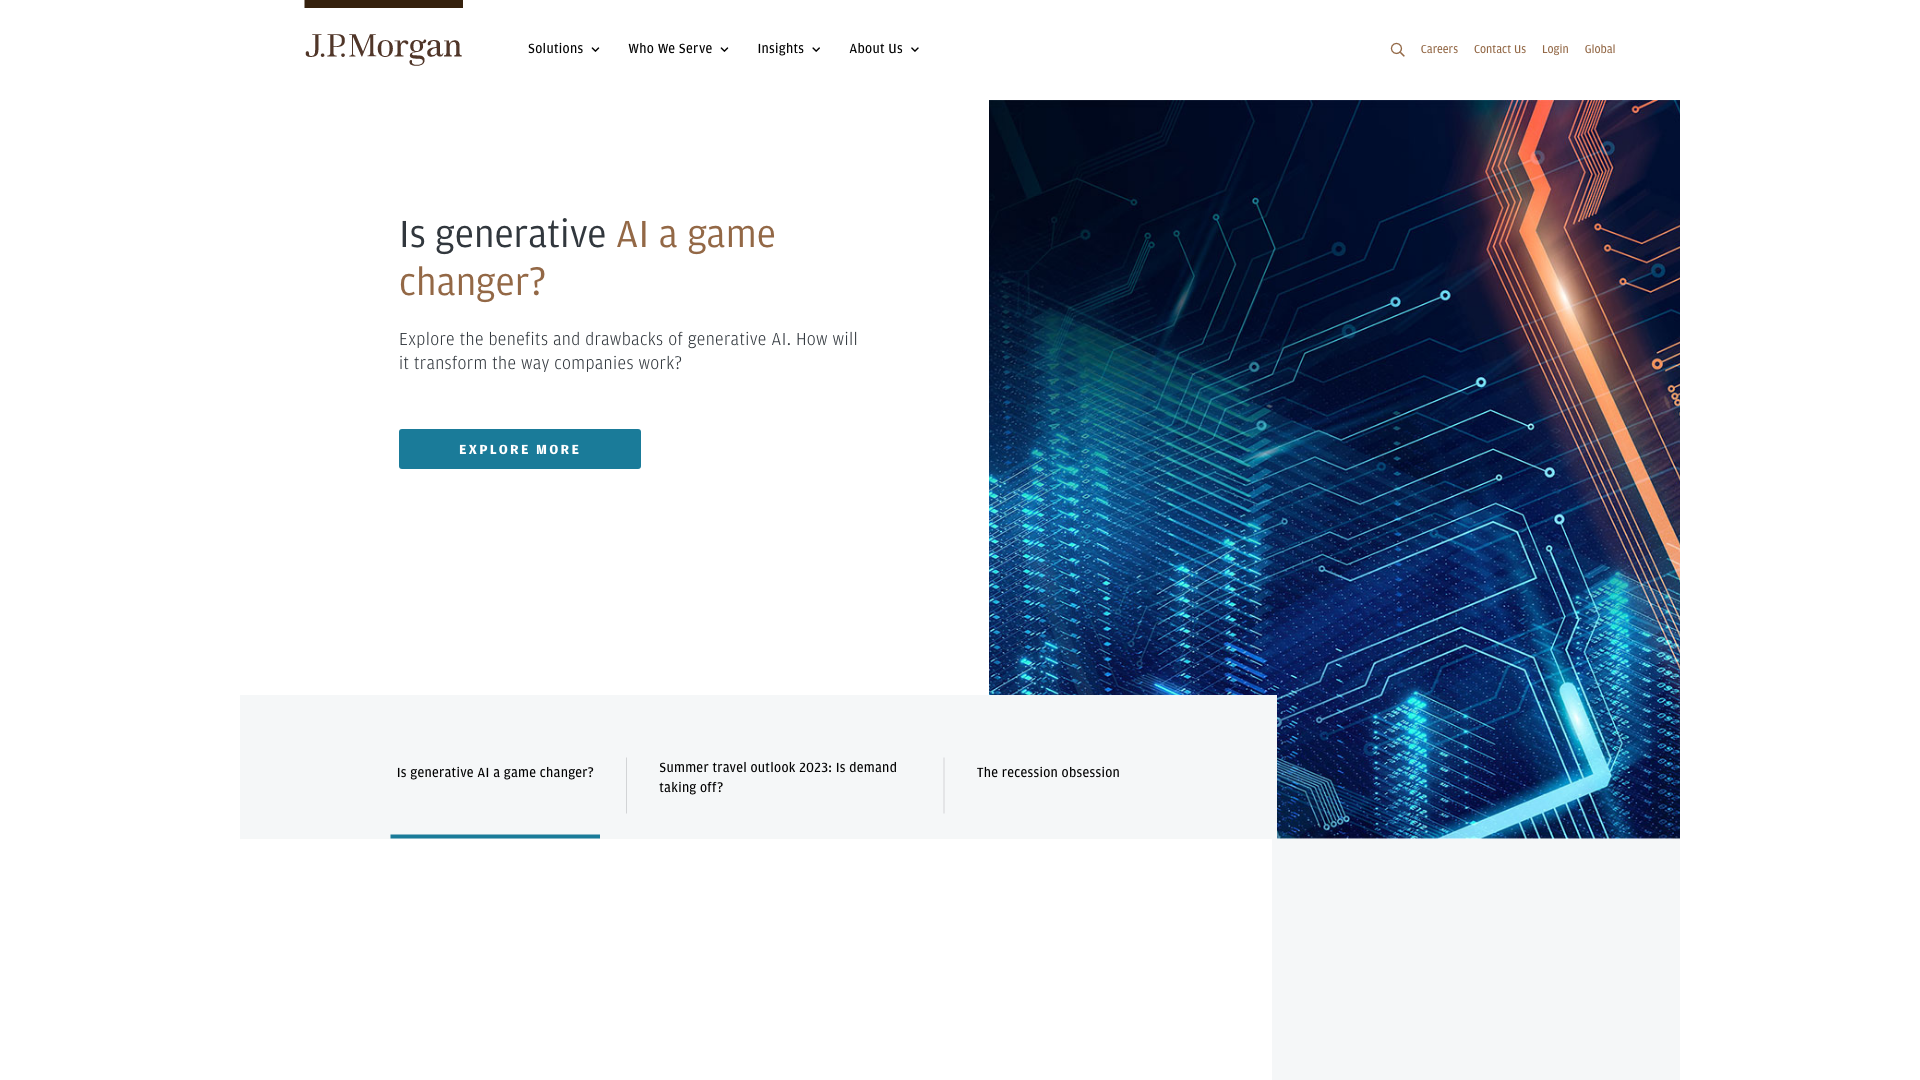 J.P.Morgan
Solutions
Who We Serve
Insights
About Us
Careers
Contact Us
Login
Global
Is generative AI a game
changer?
Explore the benefits and drawbacks of generative AI. How will
it transform the way companies work?
EXPLORE MORE
Is generative AI a game changer?
Summer travel outlook 2023: Is demand
taking off?
The recession obsession